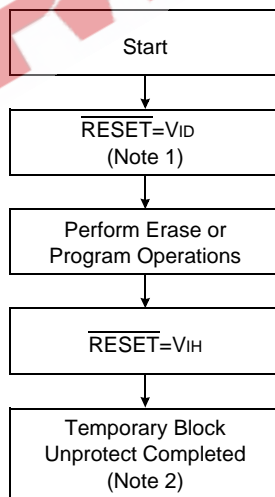 Start
RESET=VID
(Note 1)
Perform Erase or
Program Operations
RESET=VIH
Temporary Block
Unprotect Completed
(Note 2)